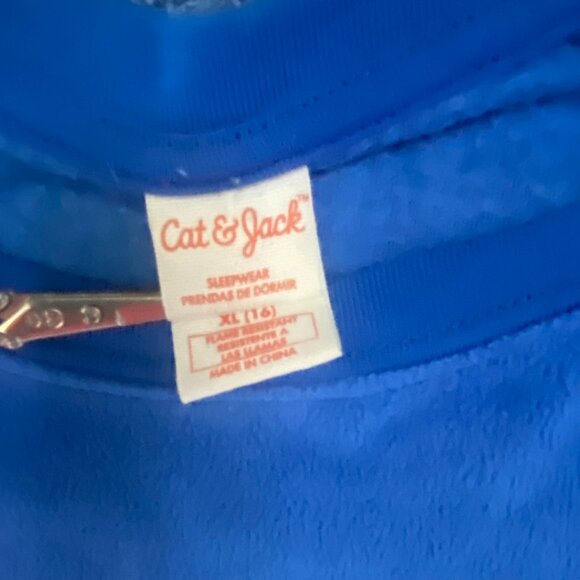 Cat & Jack™
SLEEPWEAR
PRENDAS DE DORMIR
XL (16)
FLAME RESISTANT
RESISTENTE A
LAS LLAMAS
MADE IN CHINA